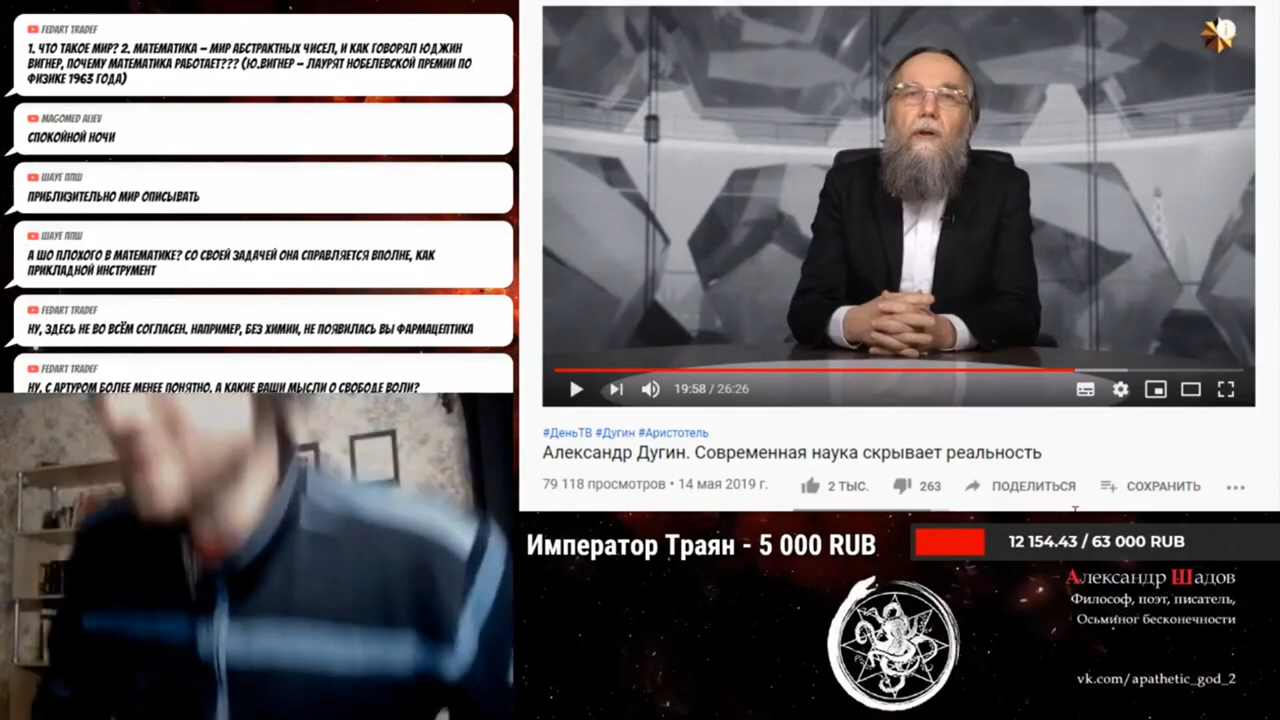 FEDART TRADEF
1. ЧТО ТАКОЕ МИР? 2. МАТЕМАТИКА – МИР АБСТРАКТНЫХ ЧИСЕЛ, И КАК ГОВОРЯЛ ЮДЖИН
ВИГНЕР, ПОЧЕМУ МАТЕМАТИКА РАБОТАЕТ??? (Ю.ВИГНЕР – ЛАУРЯТ НОБЕЛЕВСКОЙ ПРЕМИИ ПО
ФИЗИКЕ 1963 ГОДА)
MAGOMED ALIEV
СПОКОЙНОЙ НОЧИ
ШАУЕ ППШ
ПРИБЛИЗИТЕЛЬНО МИР ОПИСЫВАТЬ
ШАУЕ ППШ
А ШО ПЛОХОГО В МАТЕМАТИКЕ? СО СВОЕЙ ЗАДАЧЕЙ ОНА СПРАВЛЯЕТСЯ ВПОЛНЕ, КАК
ПРИКЛАДНОЙ ИНСТРУМЕНТ
FEDART TRADEF
НУ, ЗДЕСЬ НЕ ВО ВСЁМ СОГЛАСЕН. НАПРИМЕР, БЕЗ ХИМИИ, НЕ ПОЯВИЛАСЬ ВЫ ФАРМАЦЕПТИКА
FEDART TRADEF
НУ, С АРТУРОМ БОЛЕЕ МЕНЕЕ ПОНЯТНО, А КАКИЕ ВАШИ МЫСЛИ О СВОБОДЕ ВОЛИ?
19:58 / 26:26
#ДеньТВ #Дугин #Аристотель
Александр Дугин. Современная наука скрывает реальность
79 118 просмотров • 14 мая 2019 г.
2 ТЫС.
263
ПОДЕЛИТЬСЯ
СОХРАНИТЬ
Император Траян - 5 000 RUB
12 154.43 / 63 000 RUB
Александр Шадов
Философ, поэт, писатель,
Осьминог бесконечности
vk.com/apathetic_god_2